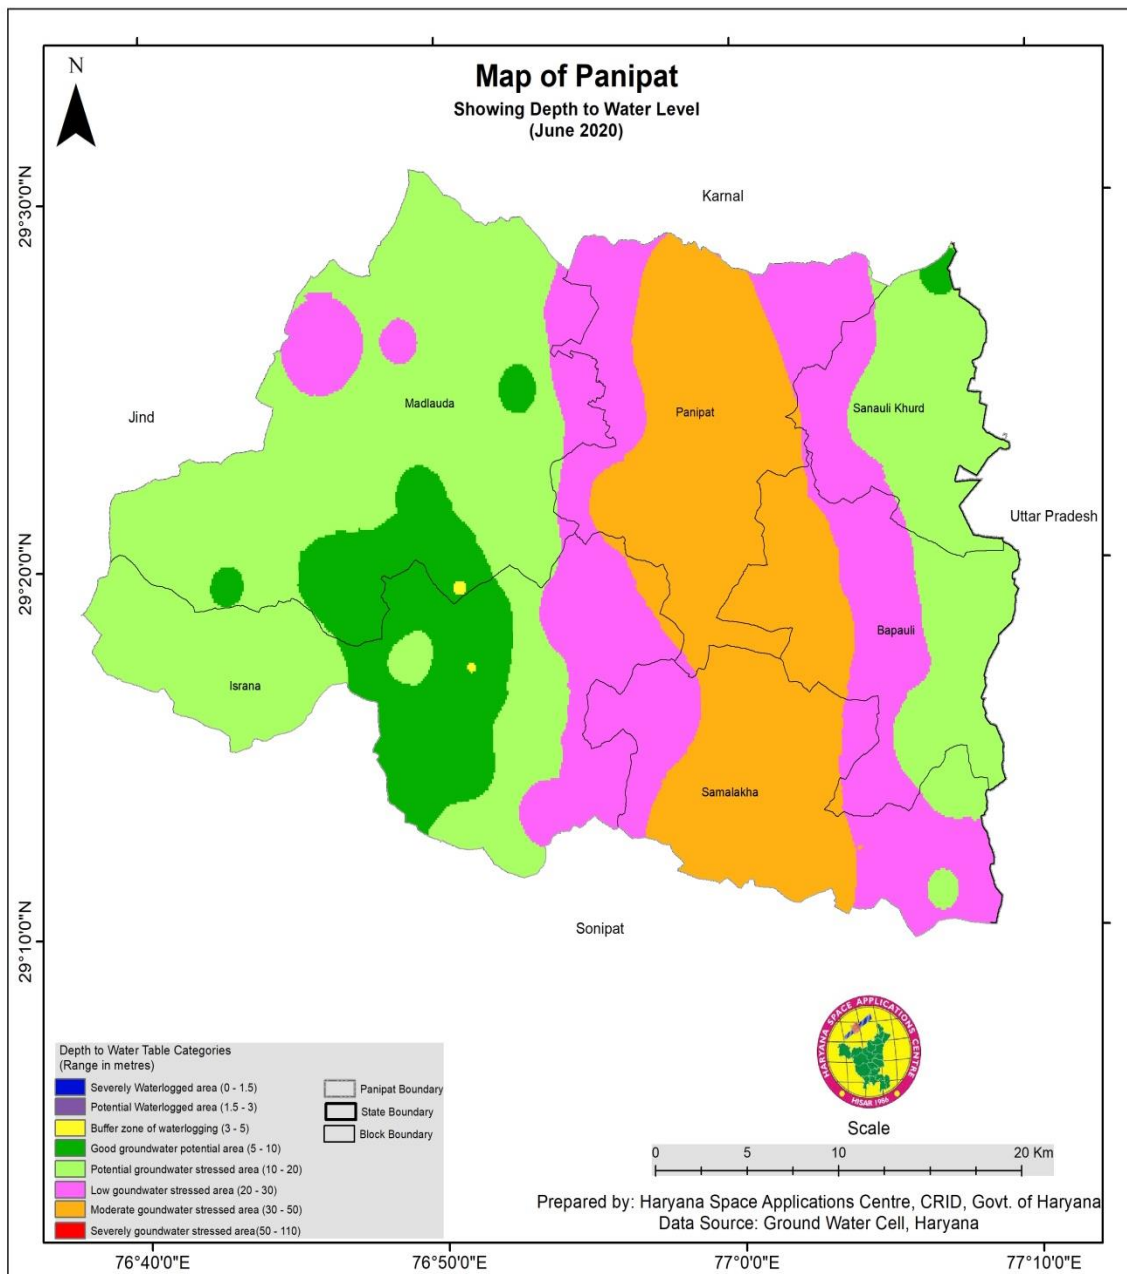 Map of Panipat
Showing Depth to Water Level
(June 2020)
N
Karnal
29°30'0"N
Jind
Madlauda
Panipat
Sanauli Khurd
Uttar Pradesh
29°20'0"N
Bapauli
Israna
Samalakha
Sonipat
29°10'0"N
HARYANA SPACE APPLICATIONS CENTRE
HISAR 1986
Depth to Water Table Categories
(Range in metres)
Severely Waterlogged area (0 - 1.5)
Potential Waterlogged area (1.5 - 3)
Buffer zone of waterlogging (3 - 5)
Good groundwater potential area (5 - 10)
Potential groundwater stressed area (10 - 20)
Low goundwater stressed area (20 - 30)
Moderate goundwater stressed area (30 - 50)
Severely goundwater stressed area(50 - 110)
Panipat Boundary
State Boundary
Block Boundary
Scale
0 5 10 20 Km
Prepared by: Haryana Space Applications Centre, CRID, Govt. of Haryana
Data Source: Ground Water Cell, Haryana
76°40'0"E 76°50'0"E 77°0'0"E 77°10'0"E